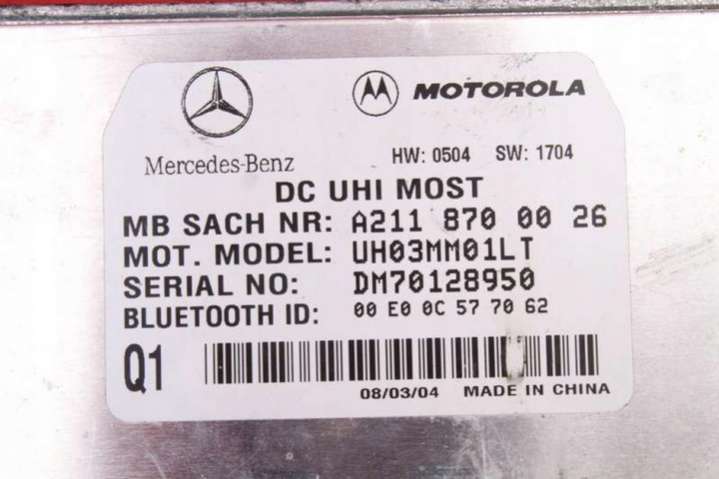 MOTOROLA
Mercedes-Benz
HW: 0504 SW: 1704
DC UHI MOST
MB SACH NR: A211 870 00 26
MOT. MODEL: UH03MM01LT
SERIAL NO: DM70128950
BLUETOOTH ID: 00 E0 0C 57 70 62
Q1
08/03/04 MADE IN CHINA